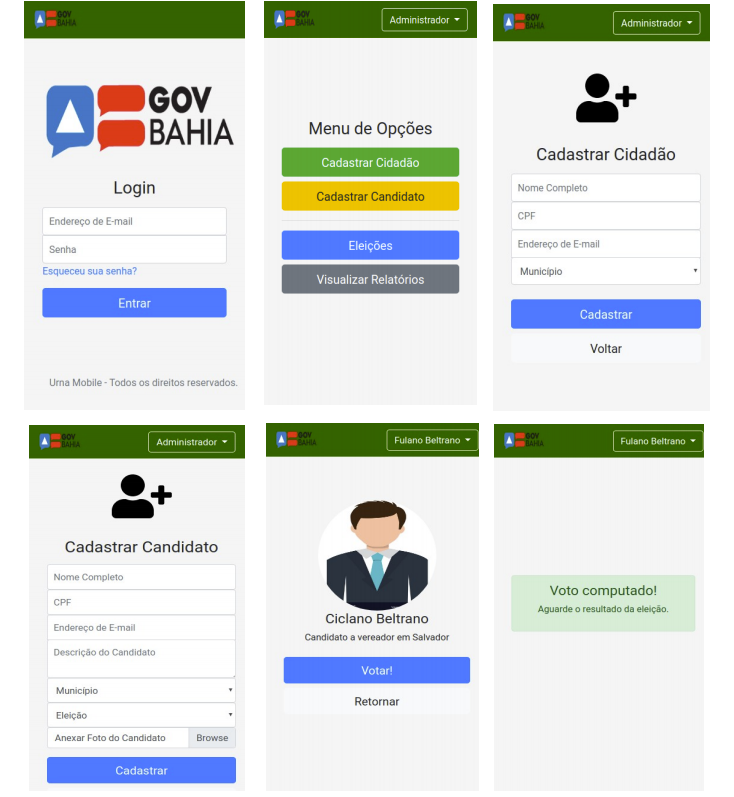 GOV
BAHIA
GOV
BAHIA
Login
Endereço de E-mail
Senha
Esqueceu sua senha?
Entrar
Urna Mobile - Todos os direitos reservados.
GOV
BAHIA
Administrador
Menu de Opções
Cadastrar Cidadão
Cadastrar Candidato
Eleições
Visualizar Relatórios
GOV
BAHIA
Administrador
Cadastrar Cidadão
Nome Completo
CPF
Endereço de E-mail
Município
Cadastrar
Voltar
GOV
BAHIA
Administrador
Cadastrar Candidato
Nome Completo
CPF
Endereço de E-mail
Descrição do Candidato
Município
Eleição
Anexar Foto do Candidato Browse
Cadastrar
GOV
BAHIA
Fulano Beltrano
Ciclano Beltrano
Candidato a vereador em Salvador
Votar!
Retornar
GOV
BAHIA
Fulano Beltrano
Voto computado!
Aguarde o resultado da eleição.